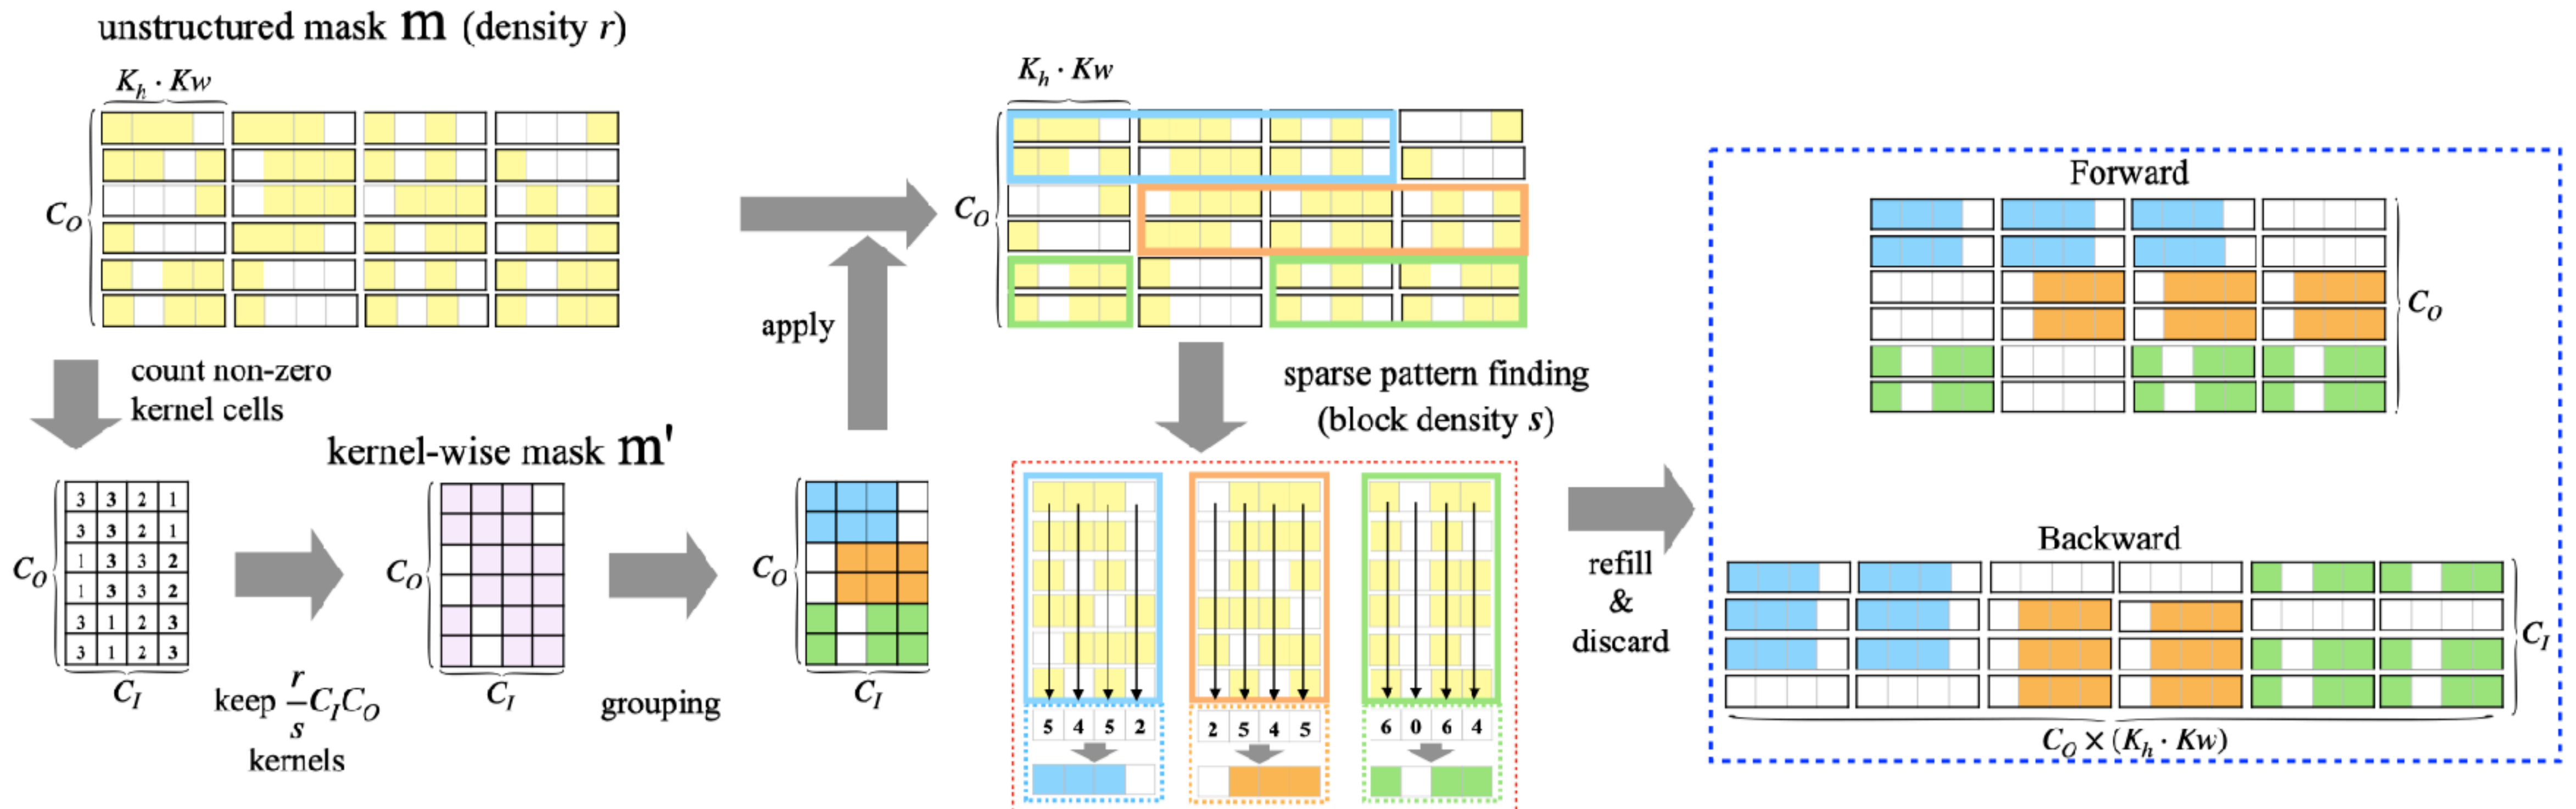 unstructured mask m (density r)
K_h · Kw
C_O
count non-zero
kernel cells
3 3 2 1
3 3 2 1
1 3 3 2
1 3 3 2
3 1 2 3
3 1 2 3
C_O
C_I
keep r/s C_I C_O
kernels
kernel-wise mask m'
C_O
C_I
grouping
C_O
C_I
apply
K_h · Kw
C_O
sparse pattern finding
(block density s)
5 4 5 2
2 5 4 5
6 0 6 4
refill
&
discard
Forward
C_O
Backward
C_I
C_O × (K_h · Kw)